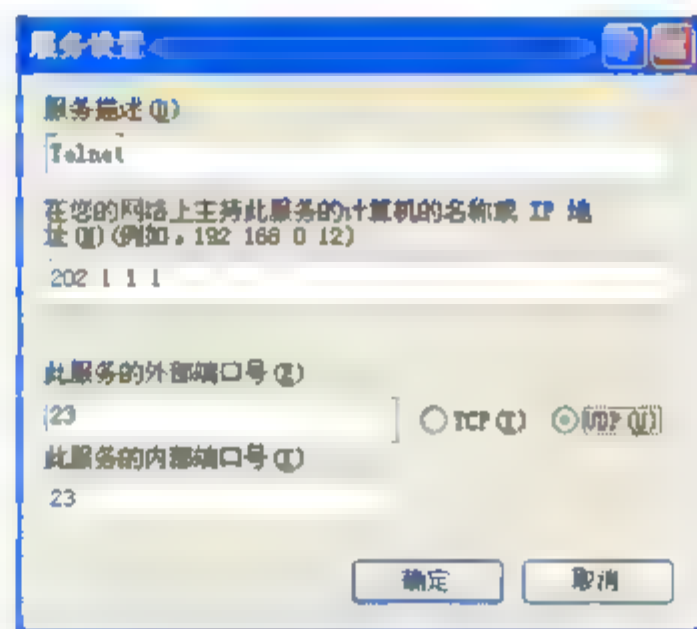 服务设置
服务描述(D)
Telnet
在您的网络上主持此服务的计算机的名称或 IP 地
址(N)(例如，192 168 0 12)
202 1 1 1
此服务的外部端口号(E)
23
TCP(T)
UDP(U)
此服务的内部端口号(I)
23
确定
取消